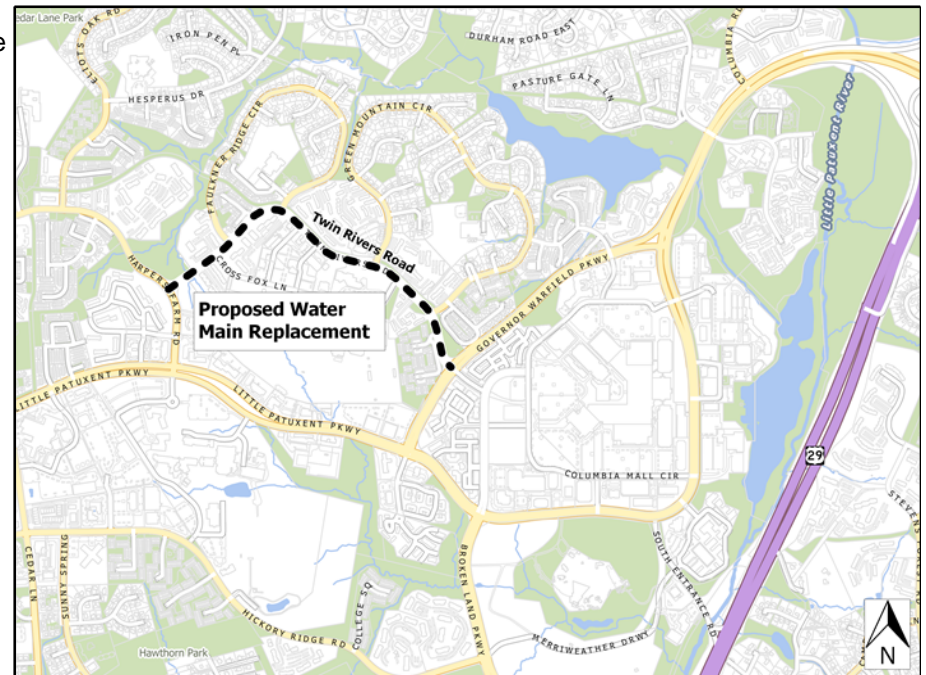 edar Lane Park
e
ELIOTS OAK RD
IRON PEN PL
HESPERUS DR
DURHAM ROAD EAST
PASTURE GATE LN
COLUMBIA RD
Little Patuxent River
FAULKNER RIDGE CIR
GREEN MOUNTAIN CIR
Twin Rivers Road
HARPERS FARM RD
CROSS FOX LN
Proposed Water
Main Replacement
GOVERNOR WARFIELD PKWY
LITTLE PATUXENT PKWY
LITTLE PATUXENT PKWY
29
COLUMBIA MALL CIR
CEDAR LN
SUNNY SPRING
HICKORY RIDGE RD
COLLEGE SQ
BROKEN LAND PKWY
SOUTH ENTRANCE RD
MERRIWEATHER DRWY
Hawthorn Park
N